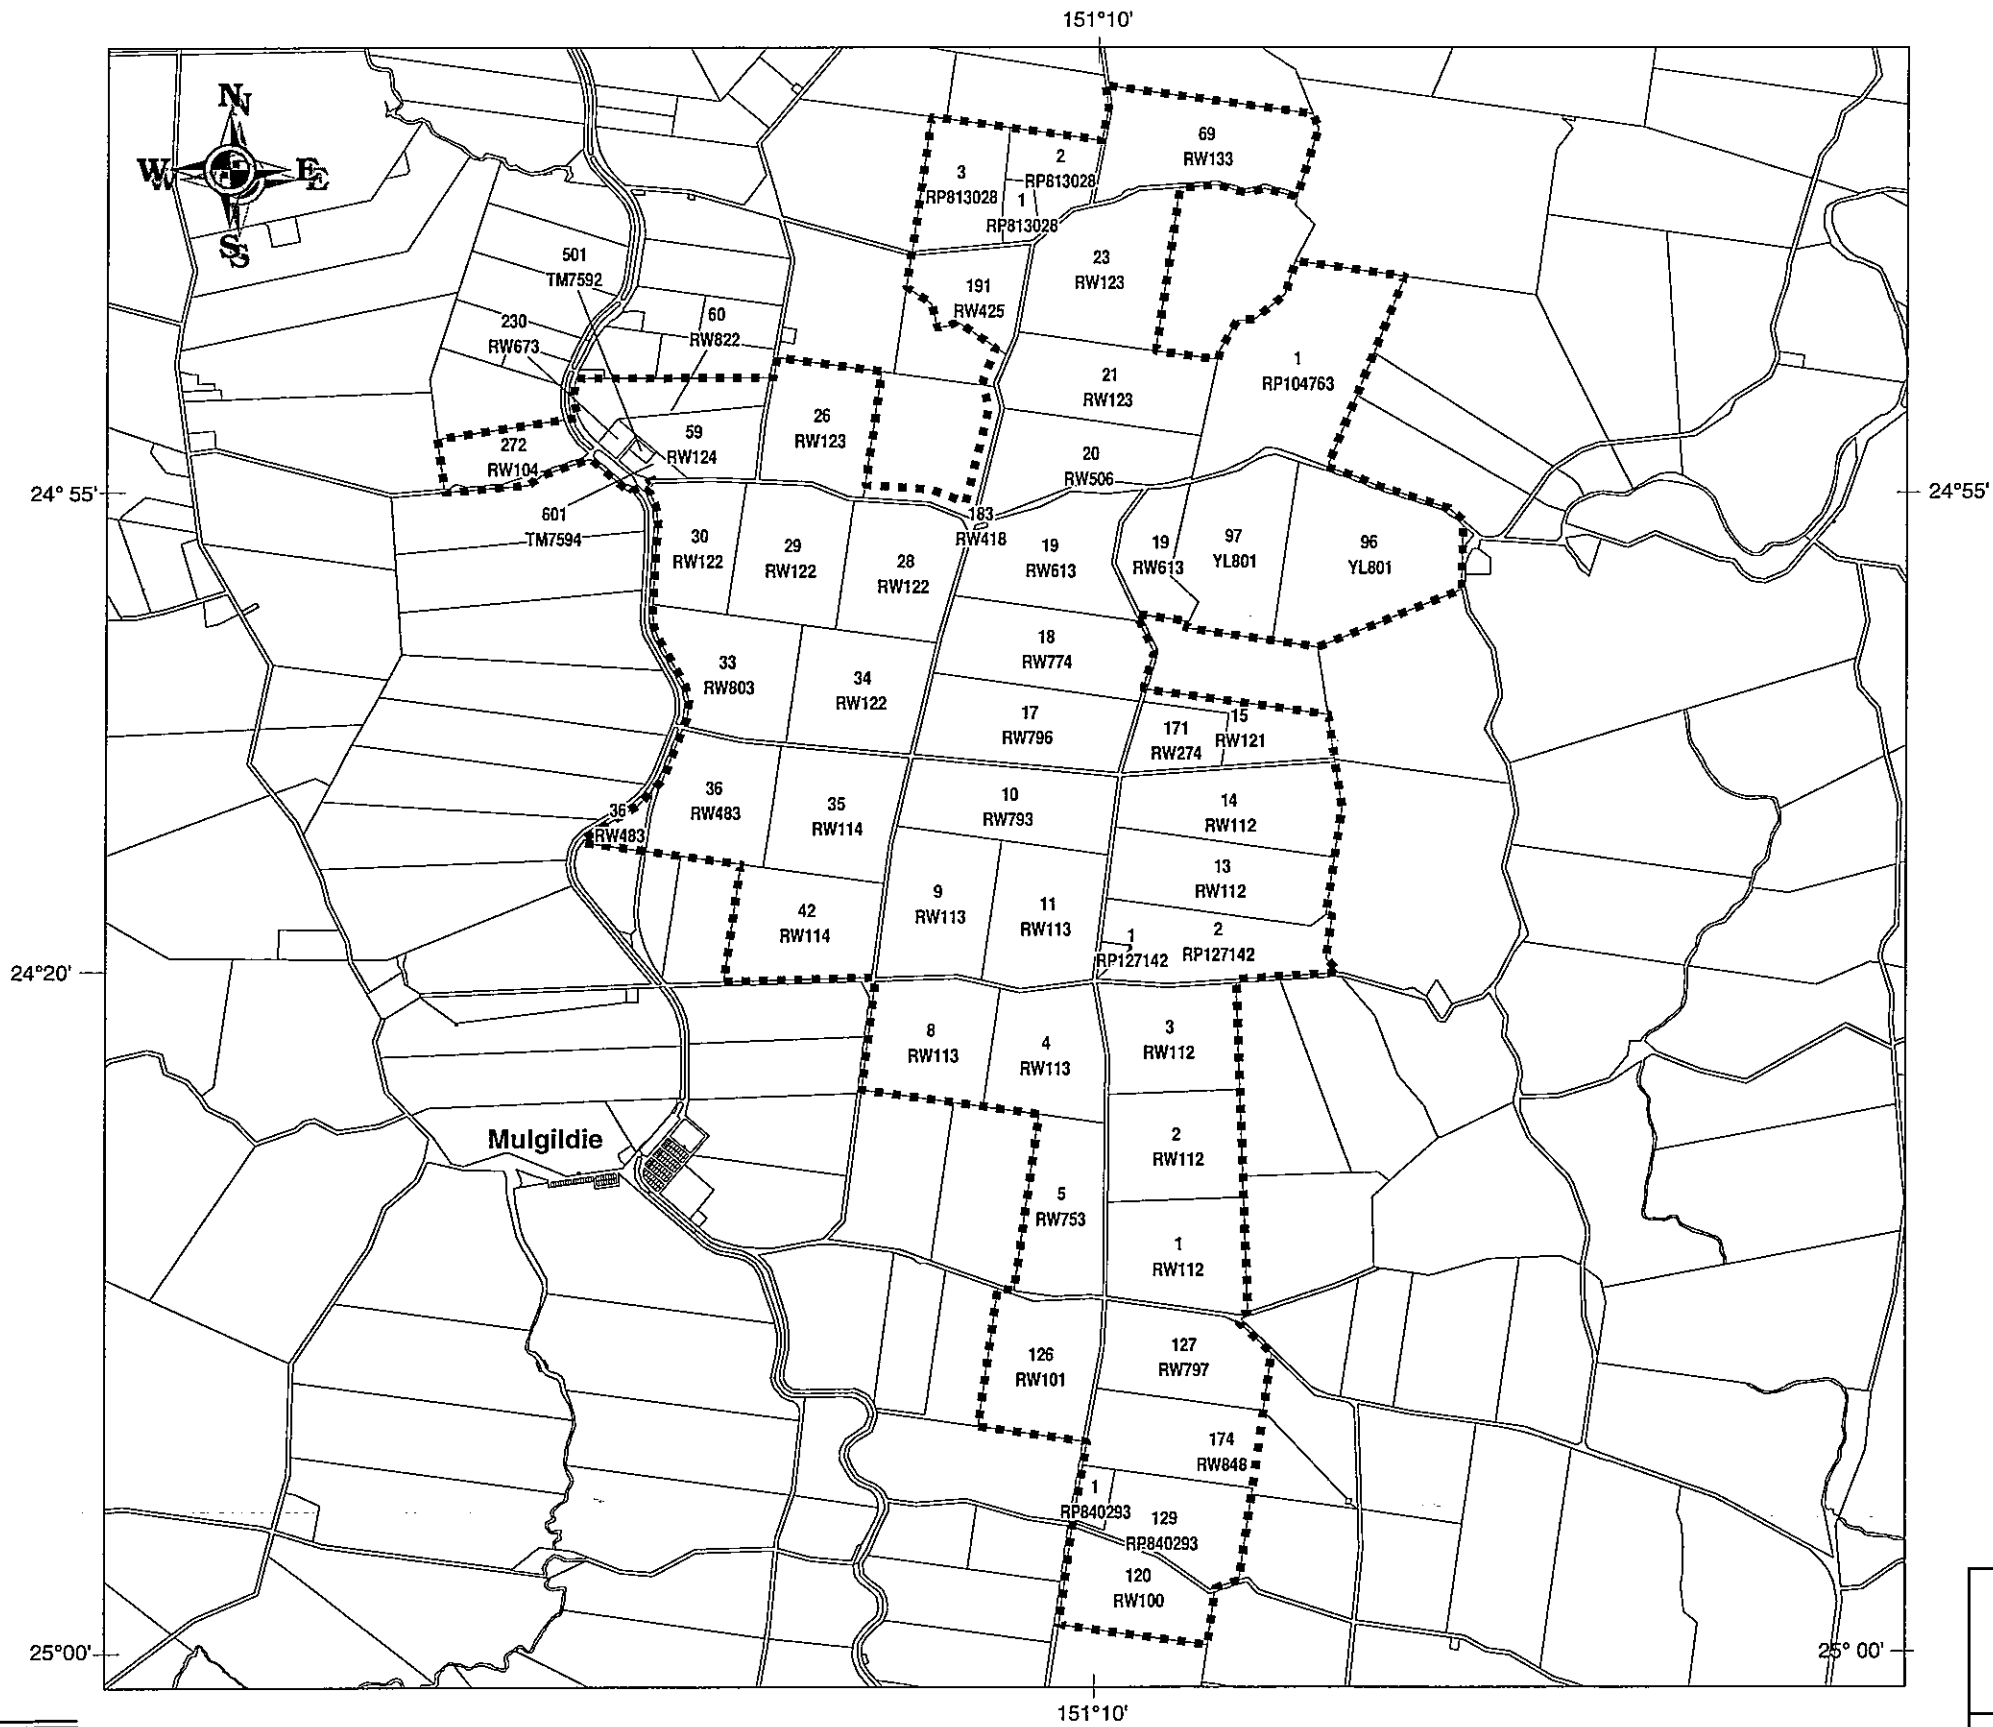 151°10'
N
W E
S
69
RW133
2
RP813028
3
RP813028
1
RP813028
501
TM7592
23
RW123
191
RW425
230
RW673
60
RW822
1
RP104763
21
RW123
26
RW123
272
RW104
59
RW124
20
RW506
24° 55'
24°55'
601
TM7594
183
RW418
30
RW122
29
RW122
28
RW122
19
RW613
19
RW613
97
YL801
96
YL801
18
RW774
33
RW803
34
RW122
17
RW796
171
RW274
15
RW121
36
RW483
36
RW483
35
RW114
10
RW793
14
RW112
13
RW112
9
RW113
11
RW113
42
RW114
1
RP127142
2
RP127142
24°20'
8
RW113
4
RW113
3
RW112
Mulgildie
2
RW112
5
RW753
1
RW112
126
RW101
127
RW797
174
RW848
1
RP840293
129
RP840293
120
RW100
25°00'
25° 00'
151°10'